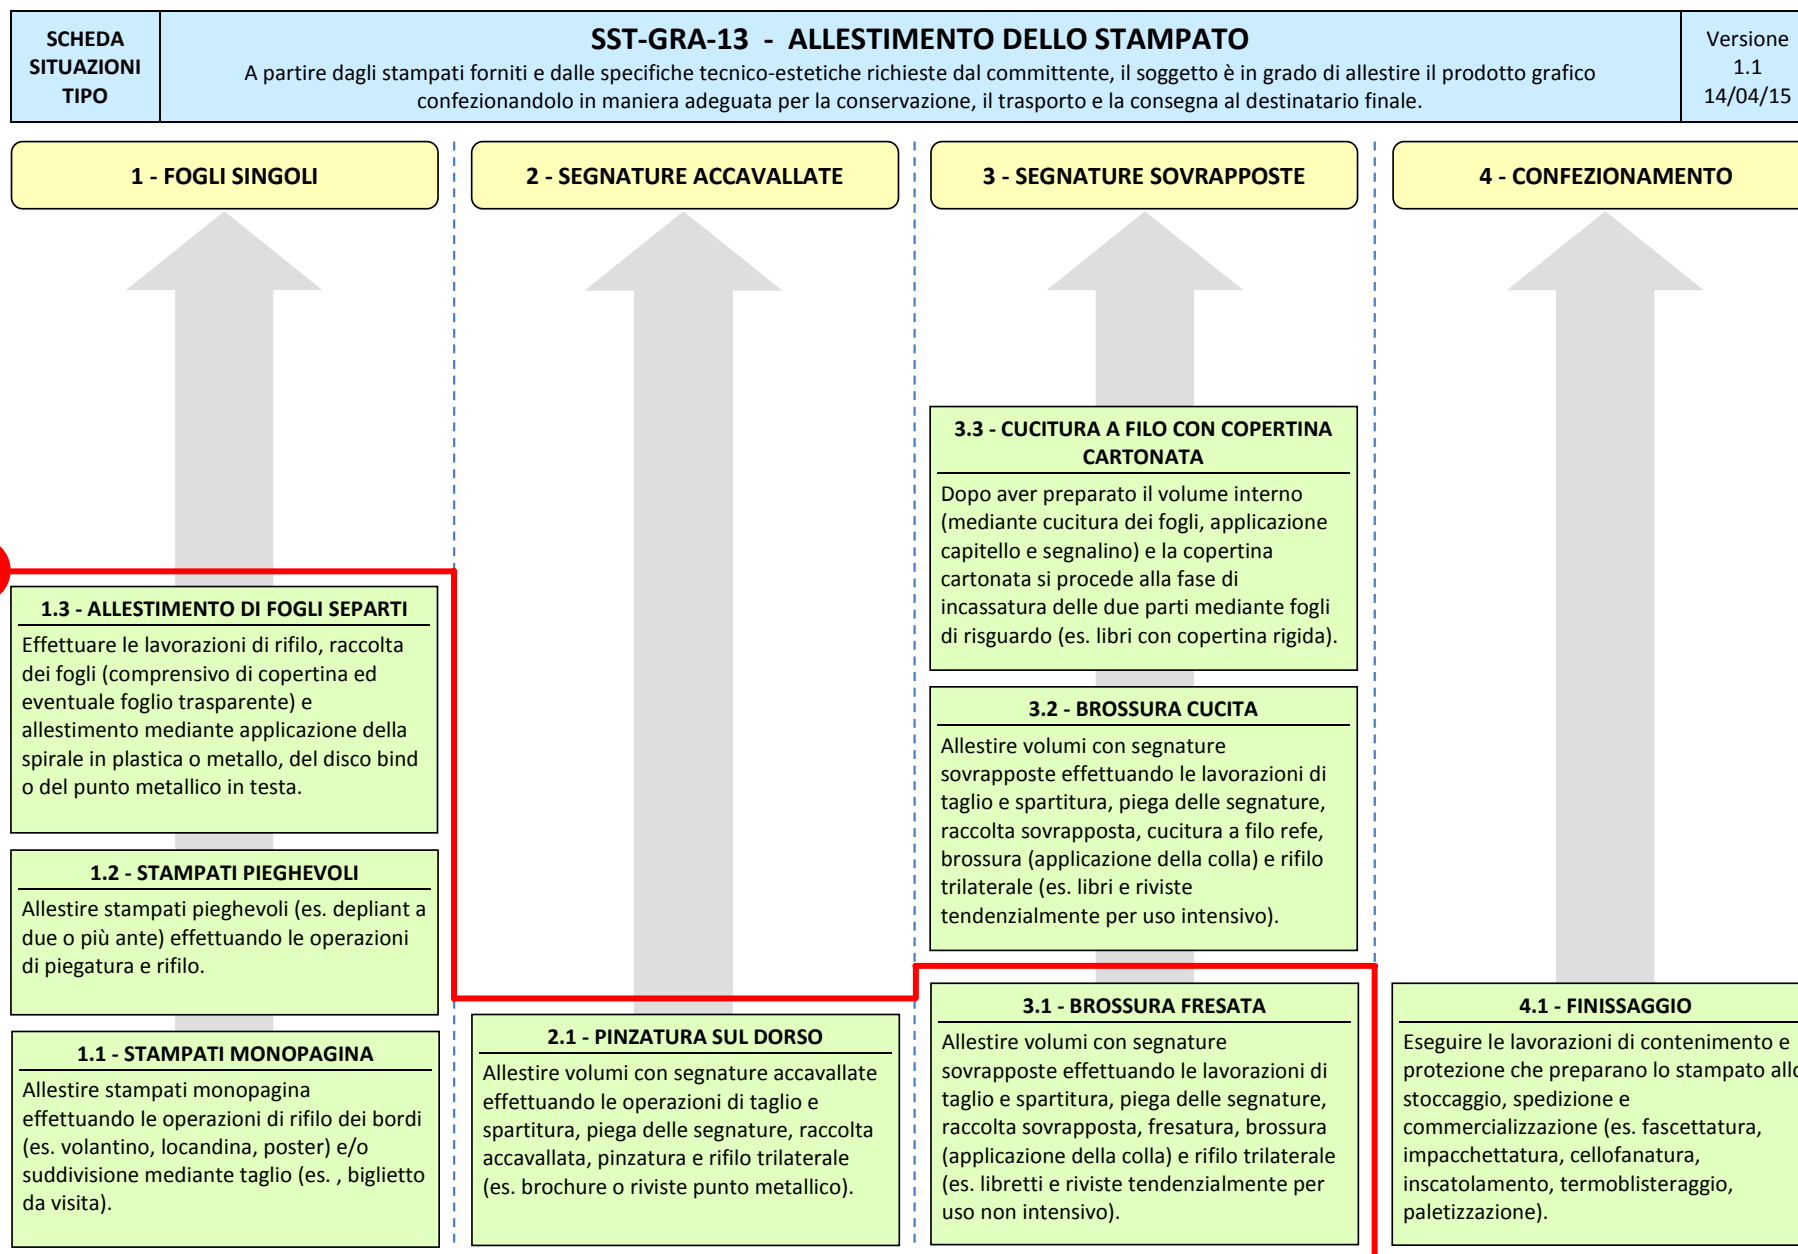 SCHEDA
SITUAZIONI
TIPO
SST-GRA-13 - ALLESTIMENTO DELLO STAMPATO
A partire dagli stampati forniti e dalle specifiche tecnico-estetiche richieste dal committente, il soggetto è in grado di allestire il prodotto grafico
confezionandolo in maniera adeguata per la conservazione, il trasporto e la consegna al destinatario finale.
Versione
1.1
14/04/15
1 - FOGLI SINGOLI
2 - SEGNATURE ACCAVALLATE
3 - SEGNATURE SOVRAPPOSTE
4 - CONFEZIONAMENTO
1.3 - ALLESTIMENTO DI FOGLI SEPARTI
Effettuare le lavorazioni di rifilo, raccolta
dei fogli (comprensivo di copertina ed
eventuale foglio trasparente) e
allestimento mediante applicazione della
spirale in plastica o metallo, del disco bind
o del punto metallico in testa.
1.2 - STAMPATI PIEGHEVOLI
Allestire stampati pieghevoli (es. depliant a
due o più ante) effettuando le operazioni
di piegatura e rifilo.
1.1 - STAMPATI MONOPAGINA
Allestire stampati monopagina
effettuando le operazioni di rifilo dei bordi
(es. volantino, locandina, poster) e/o
suddivisione mediante taglio (es. , biglietto
da visita).
2.1 - PINZATURA SUL DORSO
Allestire volumi con segnature accavallate
effettuando le operazioni di taglio e
spartitura, piega delle segnature, raccolta
accavallata, pinzatura e rifilo trilaterale
(es. brochure o riviste punto metallico).
3.3 - CUCITURA A FILO CON COPERTINA
CARTONATA
Dopo aver preparato il volume interno
(mediante cucitura dei fogli, applicazione
capitello e segnalino) e la copertina
cartonata si procede alla fase di
incassatura delle due parti mediante fogli
di risguardo (es. libri con copertina rigida).
3.2 - BROSSURA CUCITA
Allestire volumi con segnature
sovrapposte effettuando le lavorazioni di
taglio e spartitura, piega delle segnature,
raccolta sovrapposta, cucitura a filo refe,
brossura (applicazione della colla) e rifilo
trilaterale (es. libri e riviste
tendenzialmente per uso intensivo).
3.1 - BROSSURA FRESATA
Allestire volumi con segnature
sovrapposte effettuando le lavorazioni di
taglio e spartitura, piega delle segnature,
raccolta sovrapposta, fresatura, brossura
(applicazione della colla) e rifilo trilaterale
(es. libretti e riviste tendenzialmente per
uso non intensivo).
4.1 - FINISSAGGIO
Eseguire le lavorazioni di contenimento e
protezione che preparano lo stampato allo
stoccaggio, spedizione e
commercializzazione (es. fascettatura,
impacchettatura, cellofanatura,
inscatolamento, termoblisteraggio,
paletizzazione).